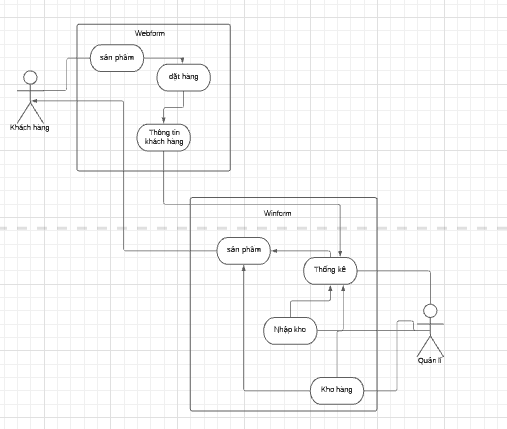 Webform
sản phẩm
đặt hàng
Khách hàng
Thông tin
khách hàng
Winform
sản phẩm
Thống kê
Nhập kho
Quản lí
Kho hàng